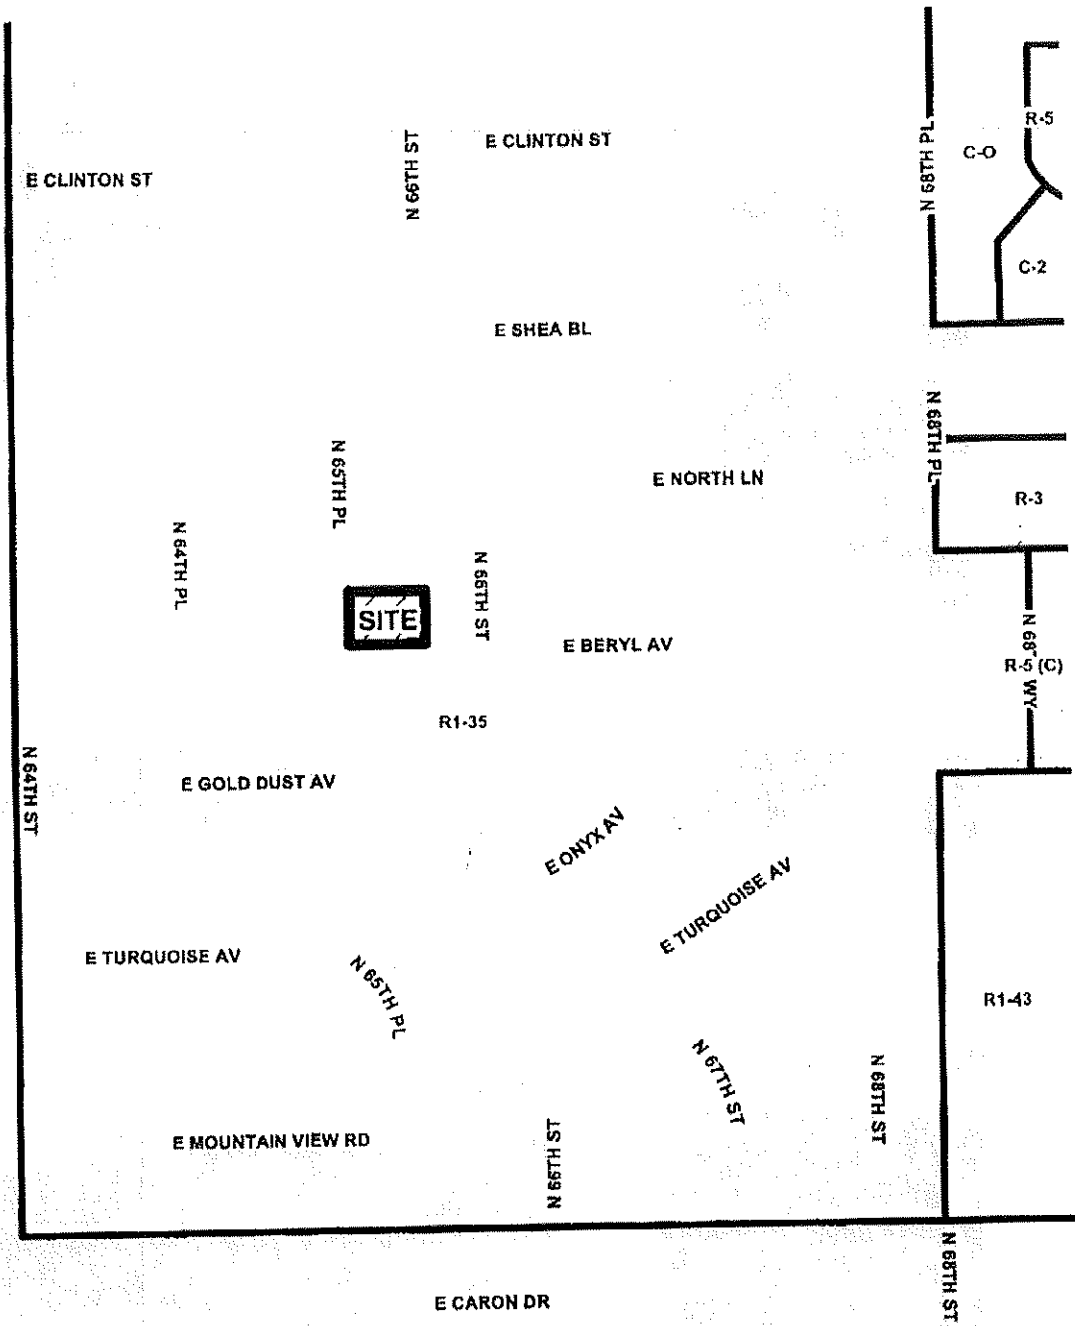 R-5
E CLINTON ST
C-O
N 68TH PL
N 66TH ST
E CLINTON ST
C-2
E SHEA BL
N 68TH PL
N 65TH PL
E NORTH LN
R-3
N 64TH PL
N 66TH ST
SITE
E BERYL AV
N 68 WY
R-5 (C)
R1-35
N 64TH ST
E GOLD DUST AV
E ONYX AV
E TURQUOISE AV
E TURQUOISE AV
N 65TH PL
R1-43
N 67TH ST
N 68TH ST
E MOUNTAIN VIEW RD
N 66TH ST
N 68TH ST
E CARON DR